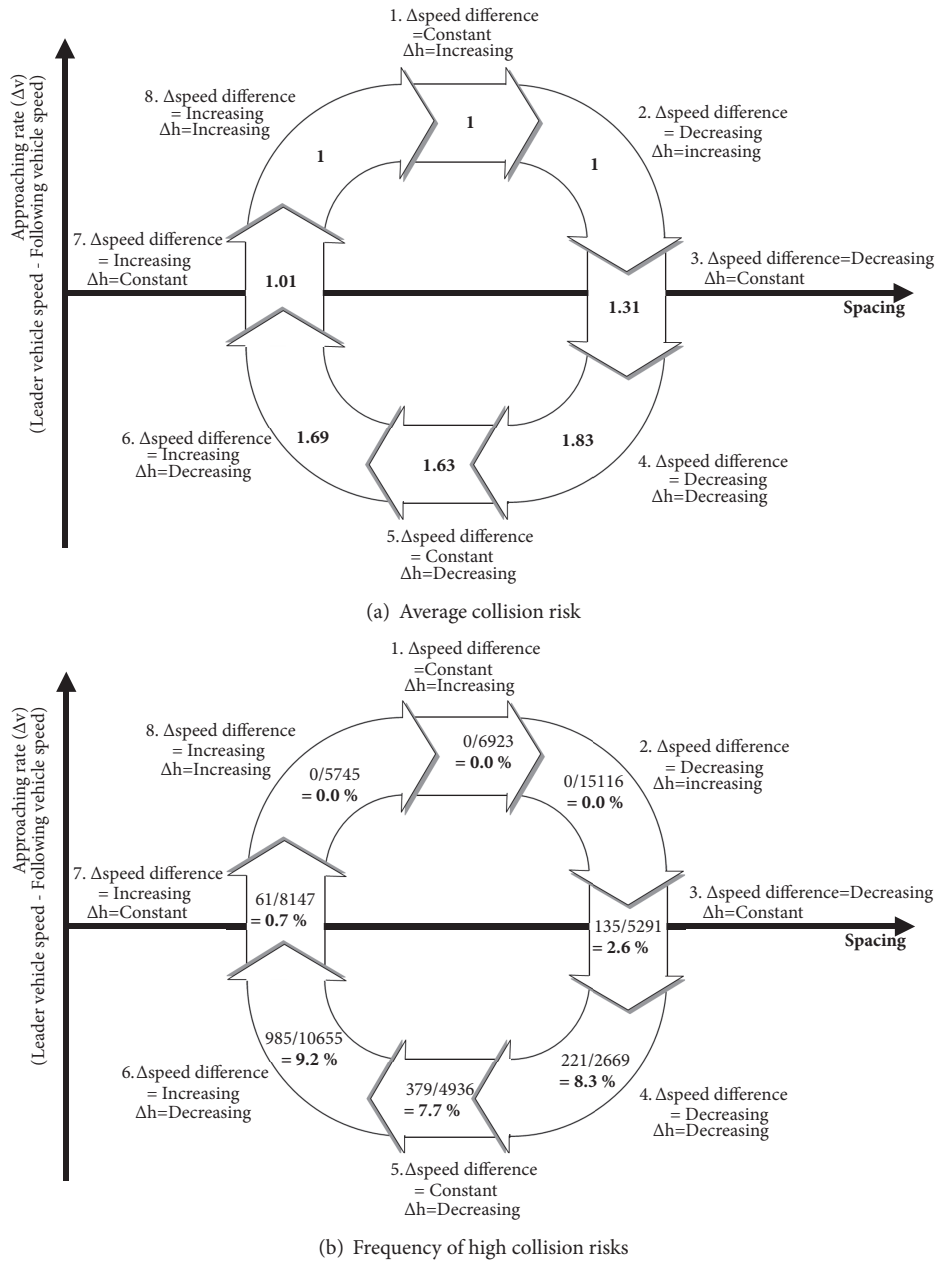 1. Δspeed difference
=Constant
Δh=Increasing
8. Δspeed difference
= Increasing
Δh=Increasing
1
1
2. Δspeed difference
= Decreasing
Δh=increasing
1
Approaching rate (Δv)
(Leader vehicle speed - Following vehicle speed)
7. Δspeed difference
= Increasing
Δh=Constant
1.01
1.31
3. Δspeed difference=Decreasing
Δh=Constant
Spacing
6. Δspeed difference
= Increasing
Δh=Decreasing
1.69
1.63
1.83
4. Δspeed difference
= Decreasing
Δh=Decreasing
5.Δspeed difference
= Constant
Δh=Decreasing
(a) Average collision risk
1. Δspeed difference
=Constant
Δh=Increasing
8. Δspeed difference
= Increasing
Δh=Increasing
0/5745
= 0.0 %
0/6923
= 0.0 %
0/15116
= 0.0 %
2. Δspeed difference
= Decreasing
Δh=increasing
Approaching rate (Δv)
(Leader vehicle speed - Following vehicle speed)
7. Δspeed difference
= Increasing
Δh=Constant
61/8147
= 0.7 %
135/5291
= 2.6 %
3. Δspeed difference=Decreasing
Δh=Constant
Spacing
985/10655
= 9.2 %
6.Δspeed difference
= Increasing
Δh=Decreasing
379/4936
= 7.7 %
221/2669
= 8.3 %
4. Δspeed difference
= Decreasing
Δh=Decreasing
5.Δspeed difference
= Constant
Δh=Decreasing
(b) Frequency of high collision risks